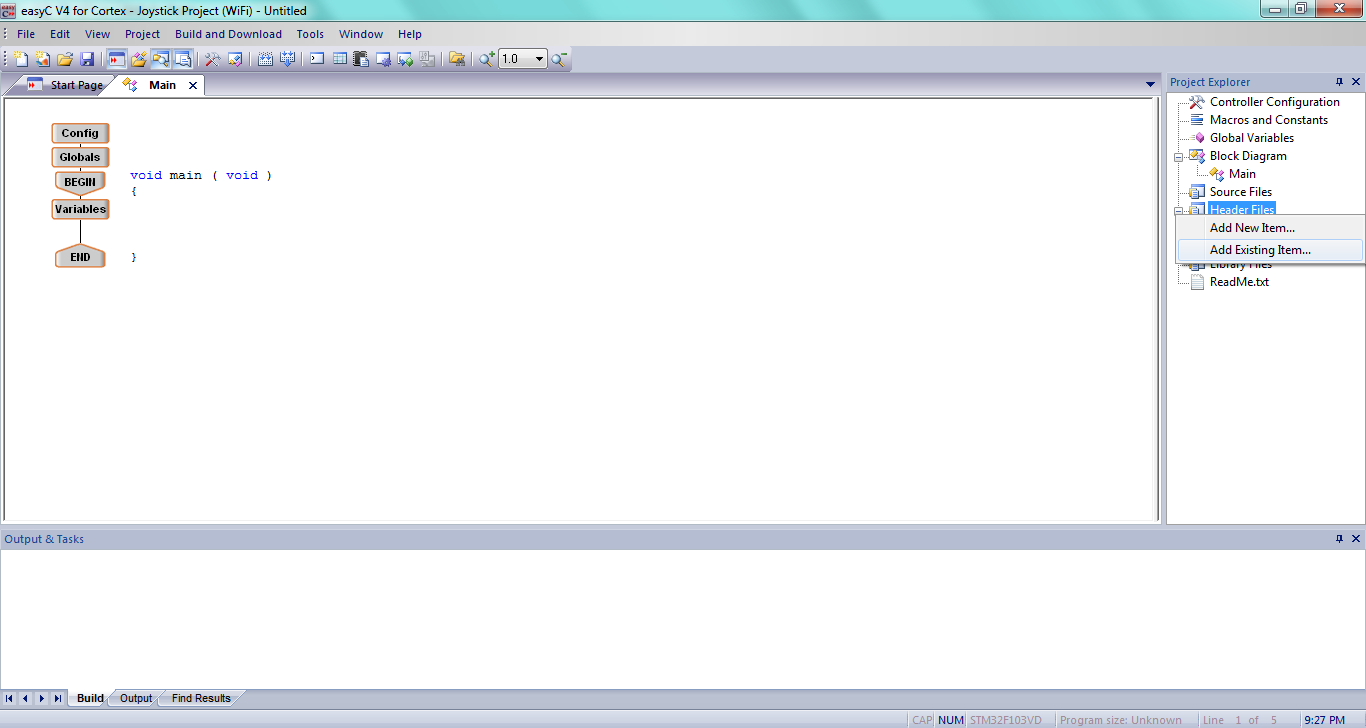 easyC V4 for Cortex - Joystick Project (WiFi) - Untitled
File Edit View Project Build and Download Tools Window Help
1.0
Start Page Main
Config
Globals
BEGIN
Variables
END
void main ( void )
{
}
Project Explorer
Controller Configuration
Macros and Constants
Global Variables
Block Diagram
Main
Source Files
Header Files
Add New Item...
Add Existing Item...
Library Files
ReadMe.txt
Output & Tasks
Build Output Find Results
CAP NUM STM32F103VD Program size: Unknown Line 1 of 5 9:27 PM